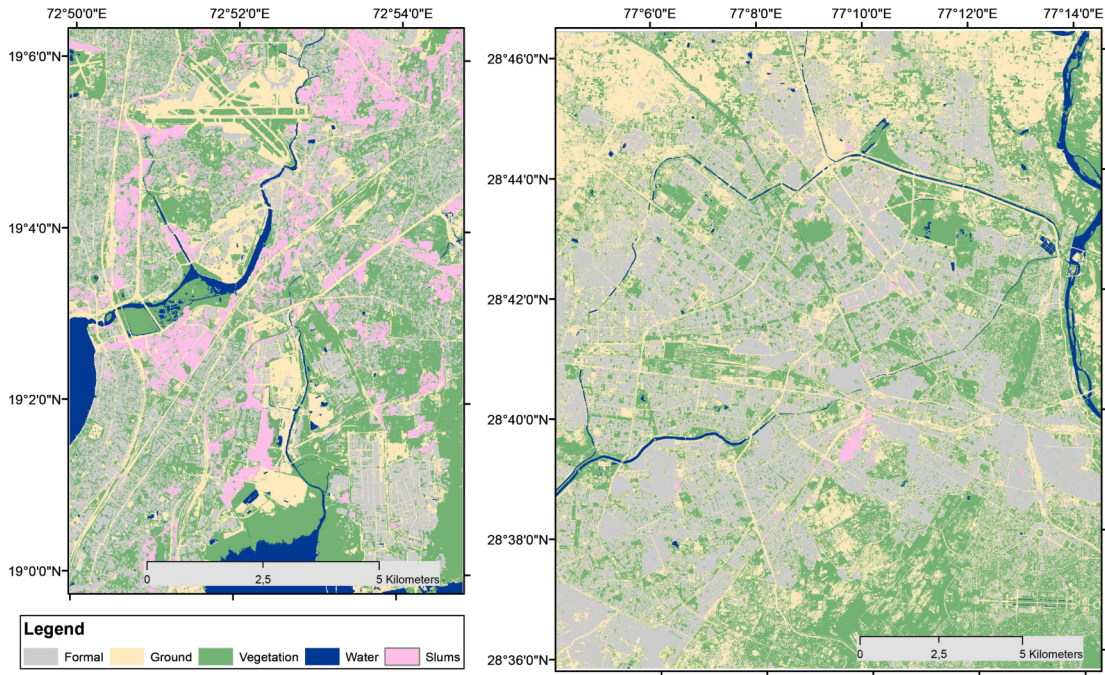 72°50'0"E 72°52'0"E 72°54'0"E
19°6'0"N
19°4'0"N
19°2'0"N
19°0'0"N
0 2,5 5 Kilometers
Legend
Formal Ground Vegetation Water Slums
77°6'0"E 77°8'0"E 77°10'0"E 77°12'0"E 77°14'0"E
28°46'0"N
28°44'0"N
28°42'0"N
28°40'0"N
28°38'0"N
28°36'0"N
0 2,5 5 Kilometers